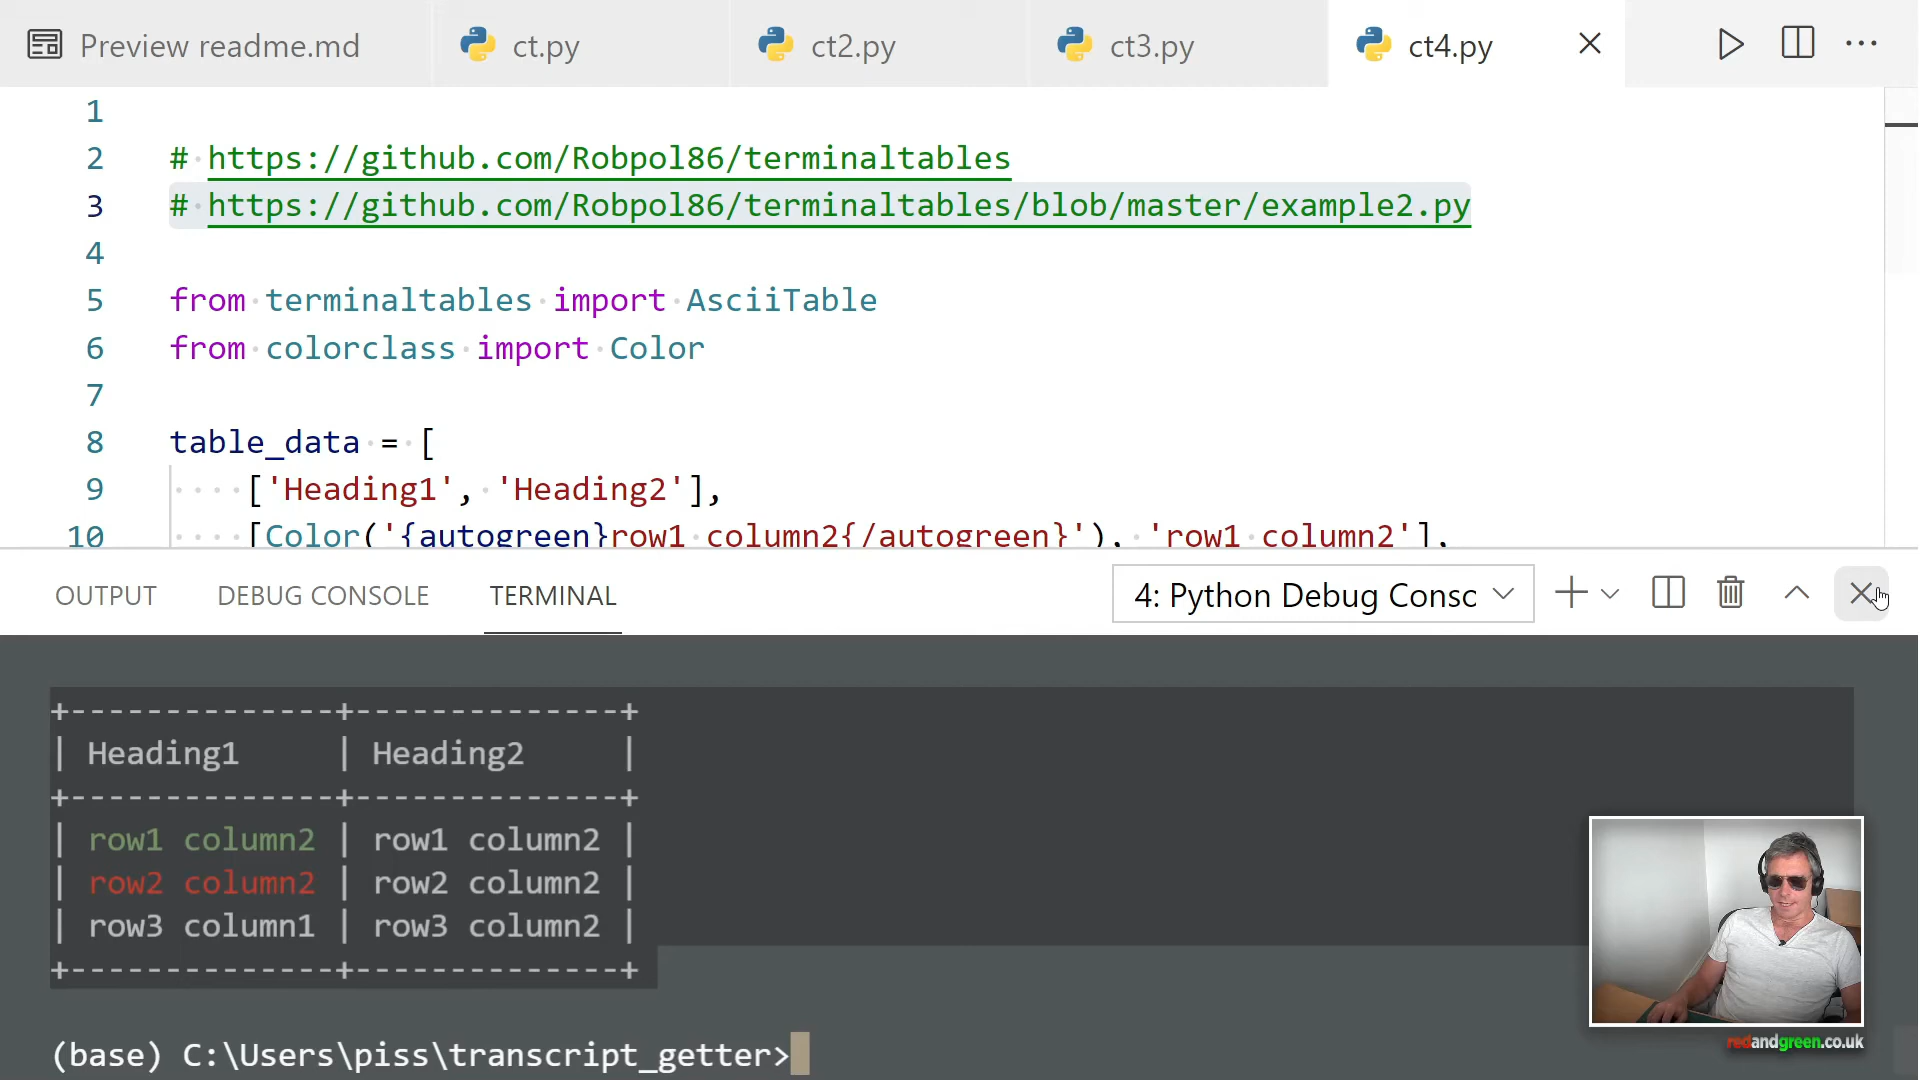 Preview readme.md ct.py ct2.py ct3.py ct4.py
1
2 # https://github.com/Robpol86/terminaltables
3 # https://github.com/Robpol86/terminaltables/blob/master/example2.py
4
5 from terminaltables import AsciiTable
6 from colorclass import Color
7
8 table_data = [
9 ['Heading1', 'Heading2'],
10 [Color('{autogreen}row1 column2{/autogreen}'), 'row1 column2'],
OUTPUT DEBUG CONSOLE TERMINAL 4: Python Debug Consc
+--------------+--------------+
| Heading1 | Heading2 |
+--------------+--------------+
| row1 column2 | row1 column2 |
| row2 column2 | row2 column2 |
| row3 column1 | row3 column2 |
+--------------+--------------+
(base) C:\Users\piss\transcript_getter>
redandgreen.co.uk